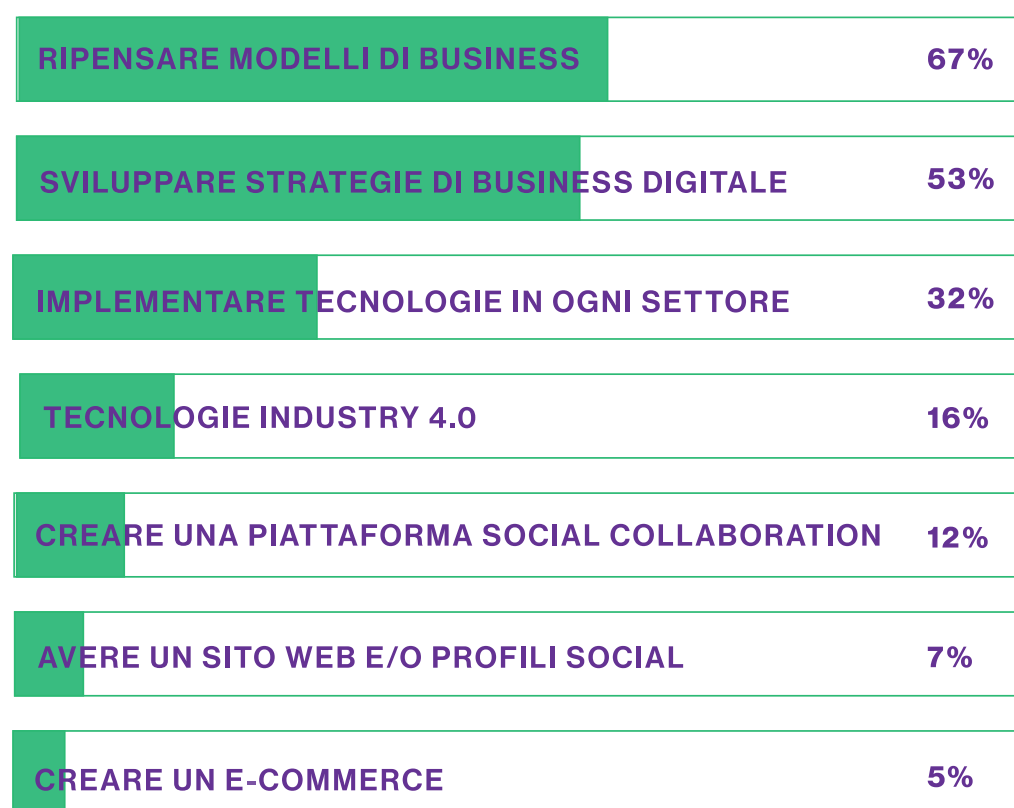 RIPENSARE MODELLI DI BUSINESS 67%
SVILUPPARE STRATEGIE DI BUSINESS DIGITALE 53%
IMPLEMENTARE TECNOLOGIE IN OGNI SETTORE 32%
TECNOLOGIE INDUSTRY 4.0 16%
CREARE UNA PIATTAFORMA SOCIAL COLLABORATION 12%
AVERE UN SITO WEB E/O PROFILI SOCIAL 7%
CREARE UN E-COMMERCE 5%